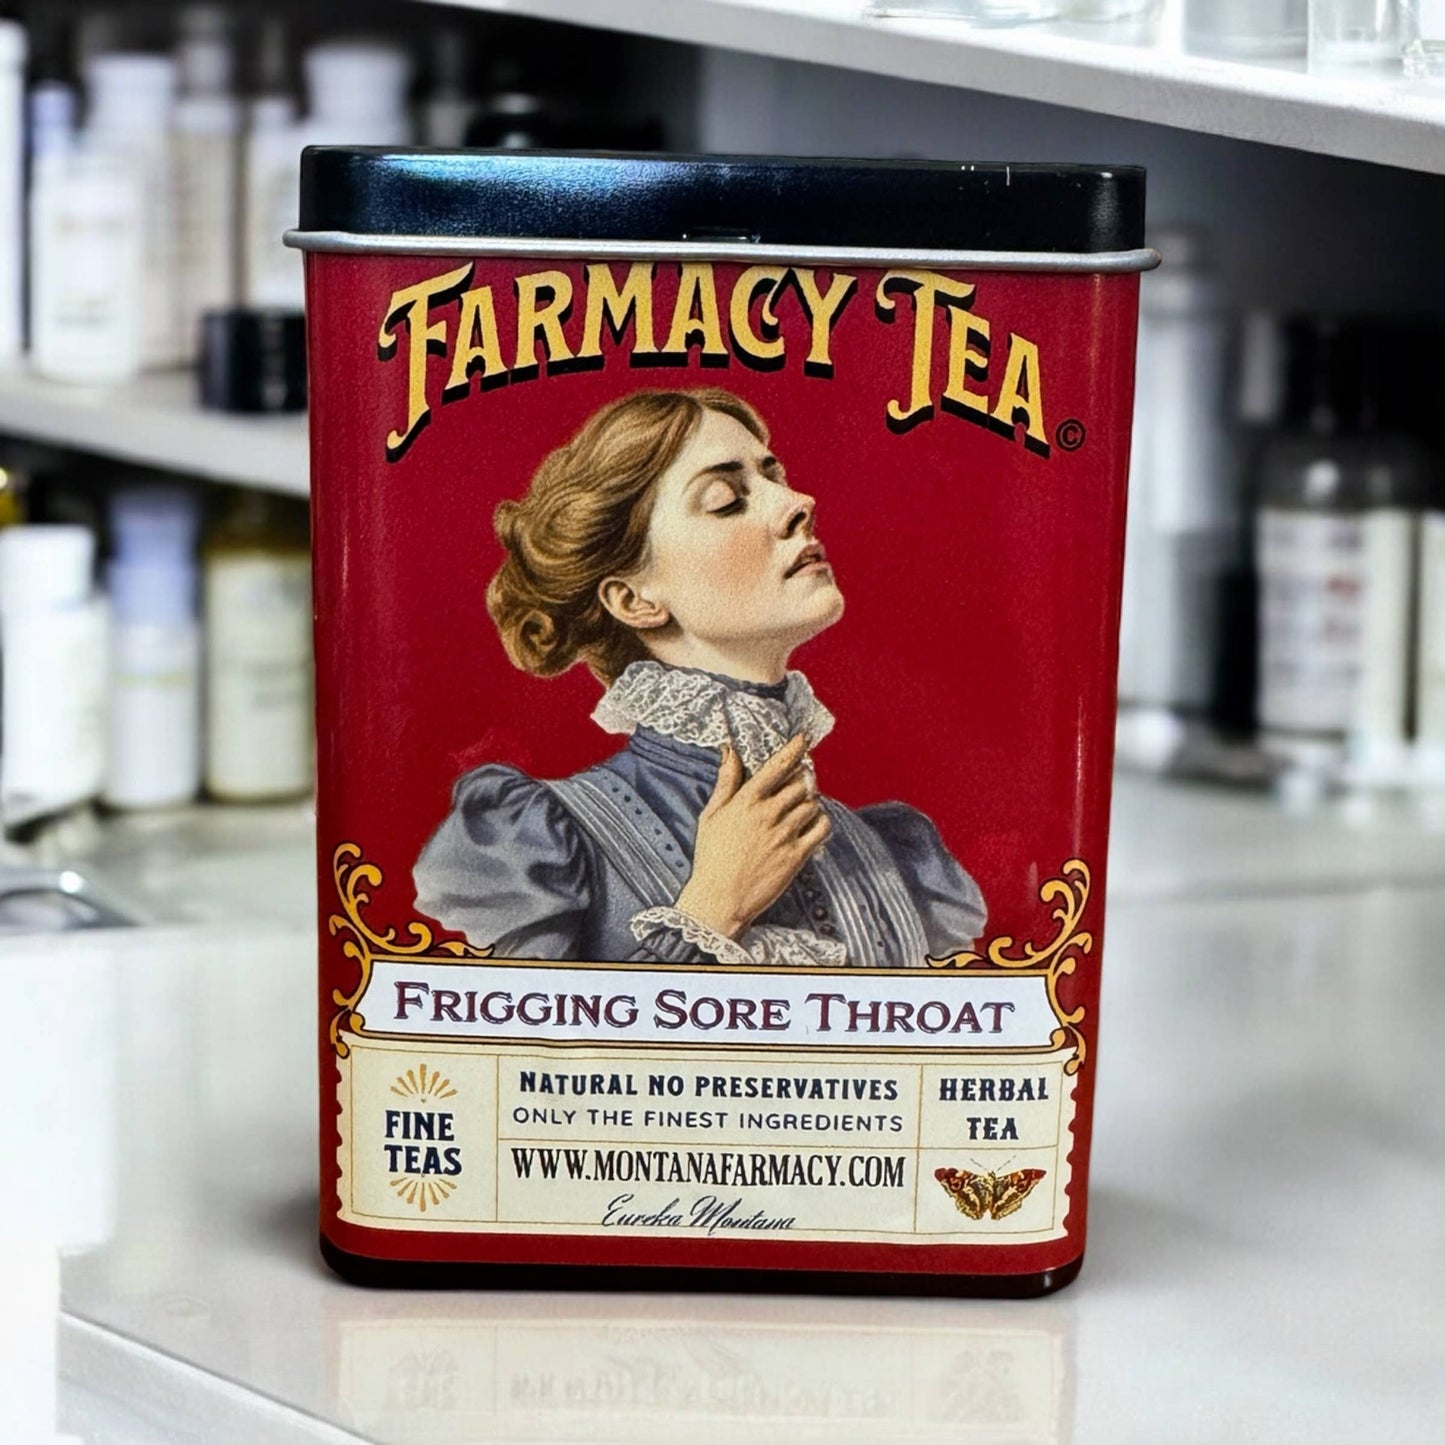 FARMACY TEA ©
FRIGGING SORE THROAT
FINE
TEAS
NATURAL NO PRESERVATIVES
ONLY THE FINEST INGREDIENTS
WWW.MONTANAFARMACY.COM
Eureka Montana
HERBAL
TEA